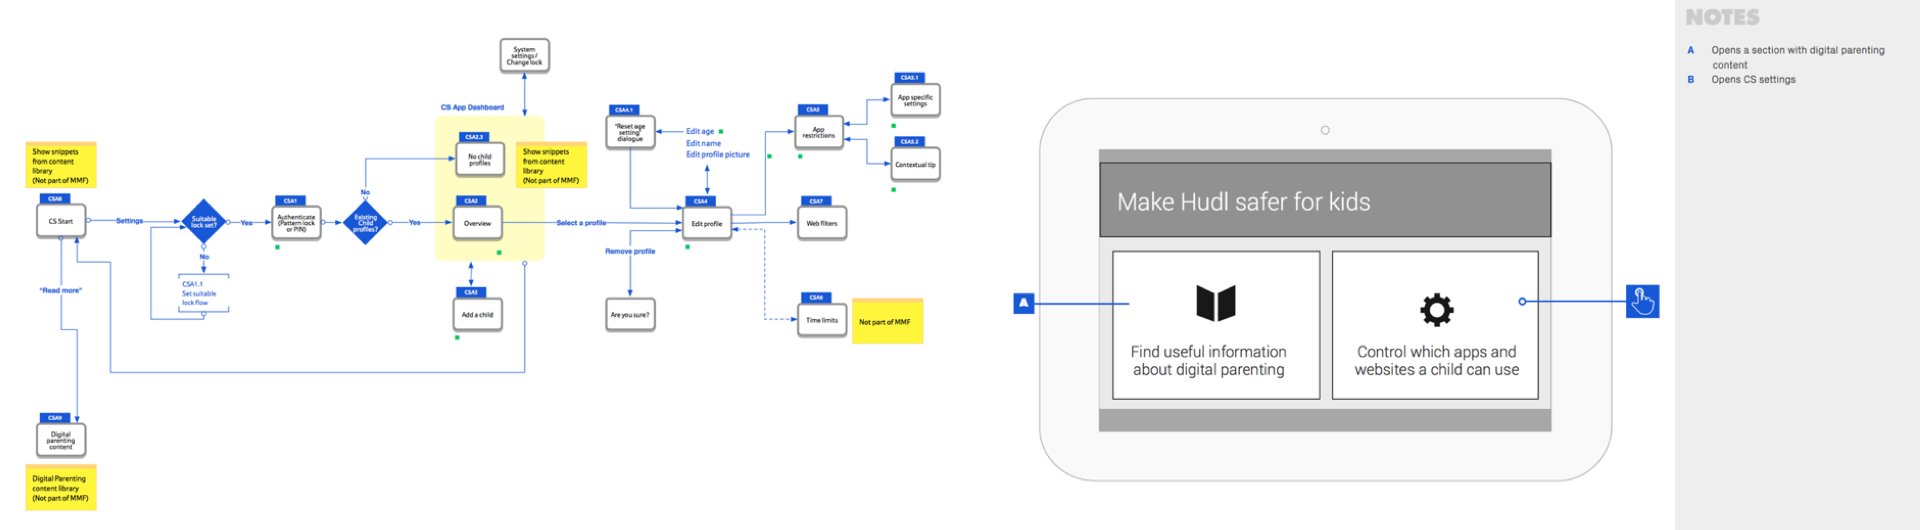 System
settings /
Change lock
CS App Dashboard
CSA2.3
No child
profiles
Show snippets
from content
library
(Not part of MMF)
Show snippets
from content
library
(Not part of MMF)
CSA0
CS Start
Settings
Suitable
lock set?
Yes
No
CSA1.1
Set suitable
lock flow
CSA1
Authenticate
(Pattern lock
or PIN)
Existing
Child
profiles?
No
Yes
CSA2
Overview
CSA3
Add a child
"Read more"
CSA9
Digital
parenting
content
Digital Parenting
content library
(Not part of MMF)
Select a profile
CSA4.1
"Reset age
setting"
dialogue
Edit age
Edit name
Edit profile picture
CSA4
Edit profile
Remove profile
Are you sure?
App
restrictions
CSA5.1
App specific
settings
CSA5.2
Contextual tip
CSA7
Web filters
CSA6
Time limits
Not part of MMF
Make Hudl safer for kids
A
Find useful information
about digital parenting
Control which apps and
websites a child can use
NOTES
A Opens a section with digital parenting
content
B Opens CS settings